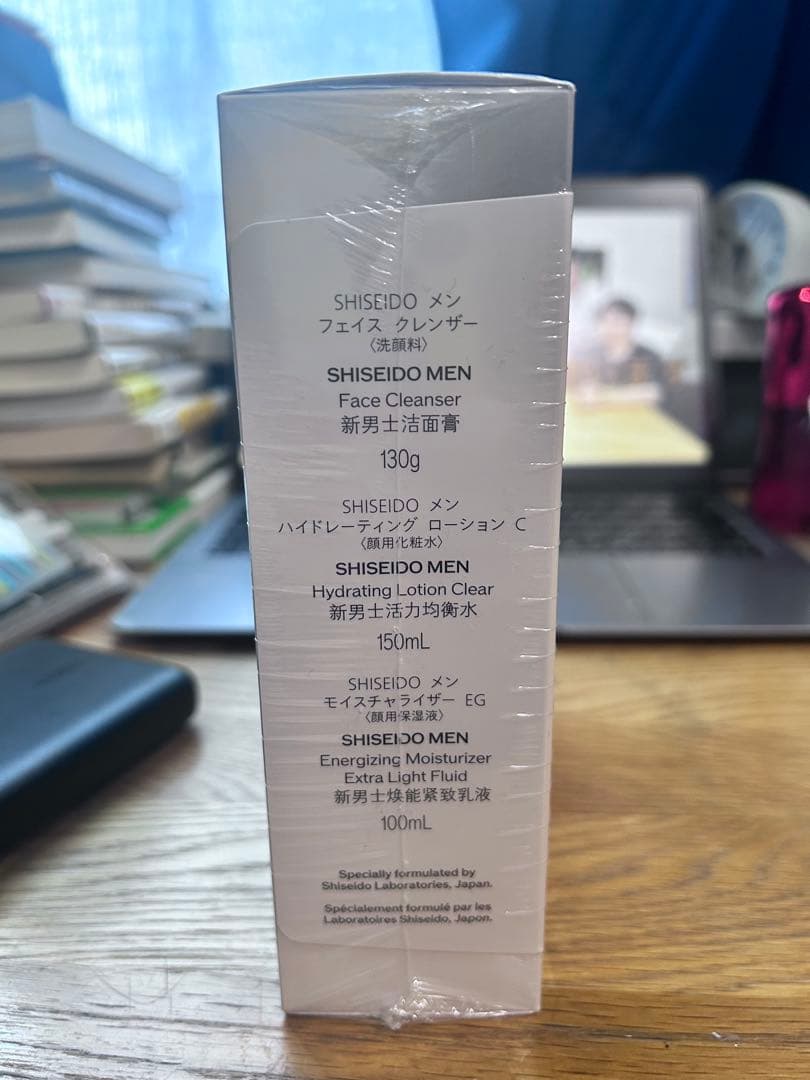 SHISEIDO メン
フェイス クレンザー
〈洗顔料〉
SHISEIDO MEN
Face Cleanser
新男士洁面膏
130g
SHISEIDO メン
ハイドレーティング ローション C
〈顔用化粧水〉
SHISEIDO MEN
Hydrating Lotion Clear
新男士活力均衡水
150mL
SHISEIDO メン
モイスチャライザー EG
〈顔用保湿液〉
SHISEIDO MEN
Energizing Moisturizer
Extra Light Fluid
新男士焕能紧致乳液
100mL
Specially formulated by
Shiseido Laboratories, Japan.
Spécialement formulé par les
Laboratoires Shiseido, Japon.